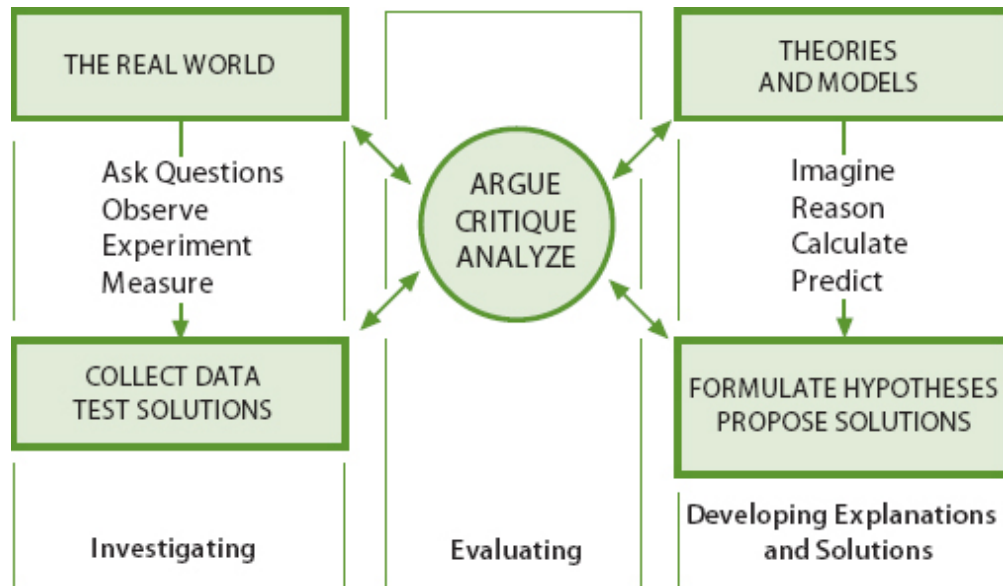 THE REAL WORLD
Ask Questions
Observe
Experiment
Measure
COLLECT DATA
TEST SOLUTIONS
Investigating
ARGUE
CRITIQUE
ANALYZE
Evaluating
THEORIES
AND MODELS
Imagine
Reason
Calculate
Predict
FORMULATE HYPOTHESES
PROPOSE SOLUTIONS
Developing Explanations
and Solutions